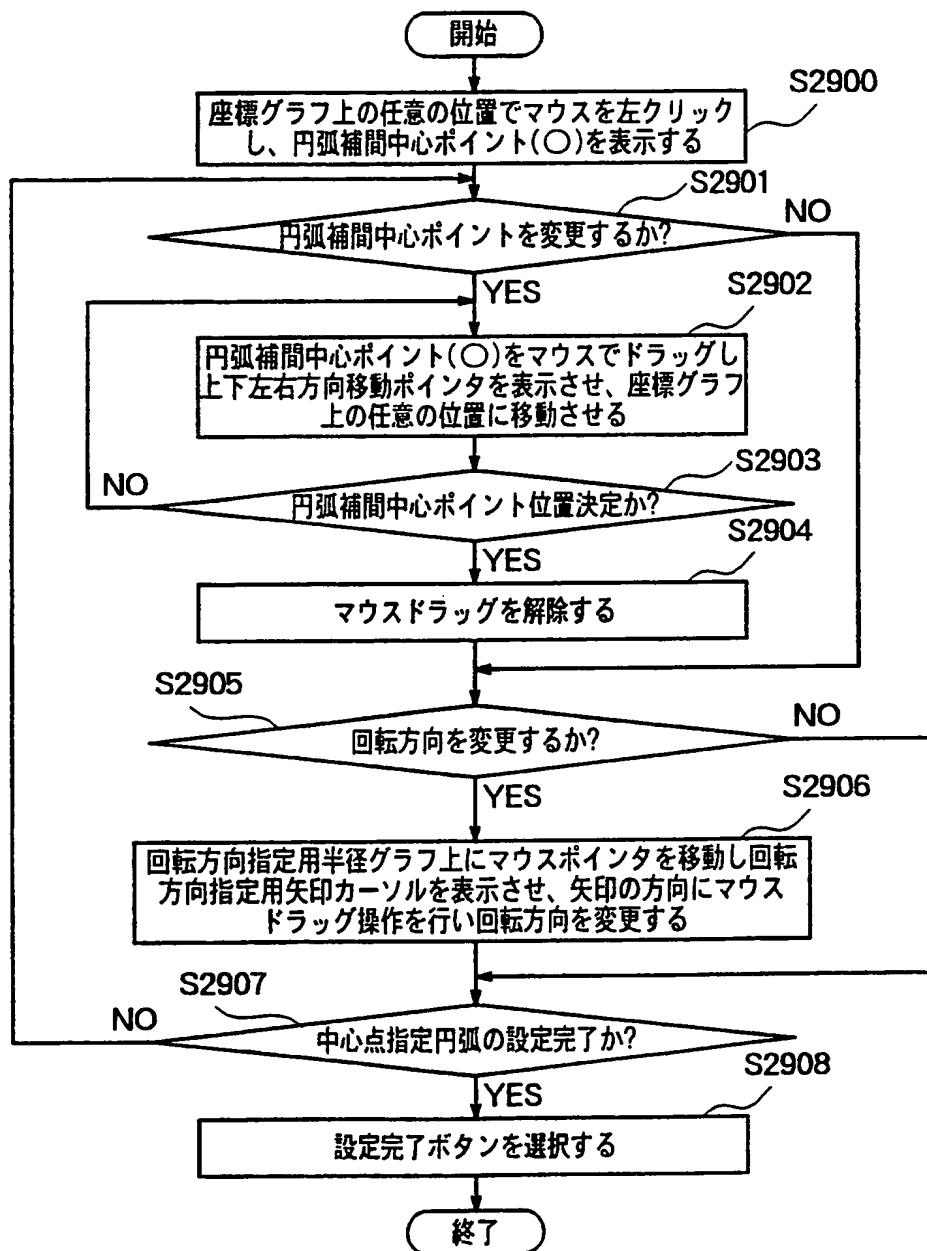 開始
S2900
座標グラフ上の任意の位置でマウスを左クリック
し、円弧補間中心ポイント(○)を表示する
S2901
円弧補間中心ポイントを変更するか?
NO
YES
S2902
円弧補間中心ポイント(○)をマウスでドラッグし
上下左右方向移動ポインタを表示させ、座標グラフ
上の任意の位置に移動させる
S2903
NO
円弧補間中心ポイント位置決定か?
YES
S2904
マウスドラッグを解除する
S2905
回転方向を変更するか?
NO
YES
S2906
回転方向指定用半径グラフ上にマウスポインタを移動し回転
方向指定用矢印カーソルを表示させ、矢印の方向にマウス
ドラッグ操作を行い回転方向を変更する
S2907
NO
中心点指定円弧の設定完了か?
YES
S2908
設定完了ボタンを選択する
終了